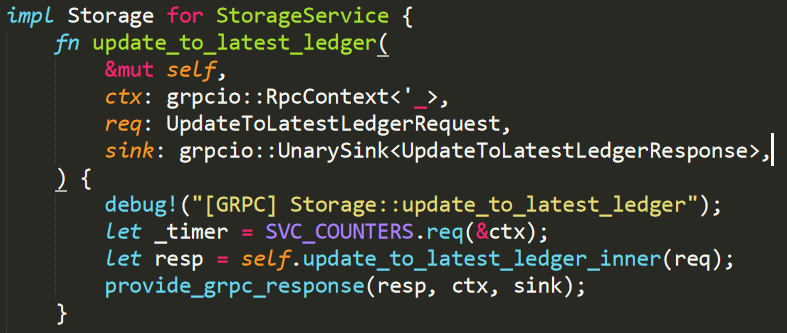 impl Storage for StorageService {
    fn update_to_latest_ledger(
        &mut self,
        ctx: grpcio::RpcContext<'_>,
        req: UpdateToLatestLedgerRequest,
        sink: grpcio::UnarySink<UpdateToLatestLedgerResponse>,
    ) {
        debug!("[GRPC] Storage::update_to_latest_ledger");
        let _timer = SVC_COUNTERS.req(&ctx);
        let resp = self.update_to_latest_ledger_inner(req);
        provide_grpc_response(resp, ctx, sink);
    }